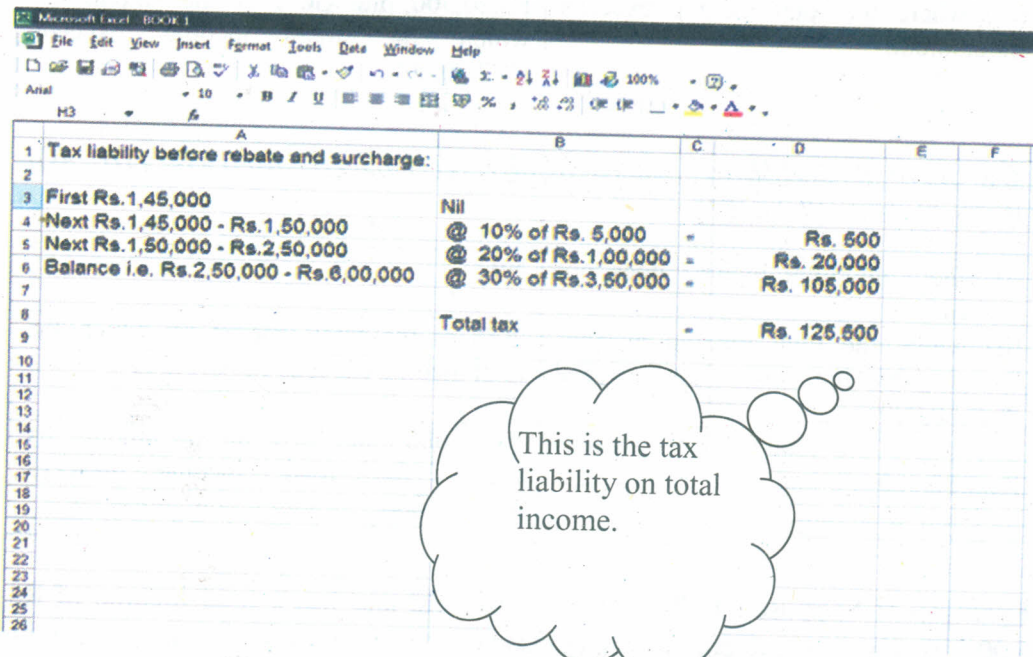 Microsoft Excel - BOOK1
File Edit View Insert Format Tools Data Window Help
100%
Arial 10 B I U % ,
H3 fx
A B C D E F
1 Tax liability before rebate and surcharge:
2
3 First Rs.1,45,000 Nil
4 Next Rs.1,45,000 - Rs.1,50,000 @ 10% of Rs. 5,000 = Rs. 500
5 Next Rs.1,50,000 - Rs.2,50,000 @ 20% of Rs.1,00,000 = Rs. 20,000
6 Balance i.e. Rs.2,50,000 - Rs.6,00,000 @ 30% of Rs.3,50,000 = Rs. 105,000
7
8
9 Total tax = Rs. 125,500
10
11
12
13
14
15
16
17
18
19
20
21
22
23
24
25
26
This is the tax
liability on total
income.